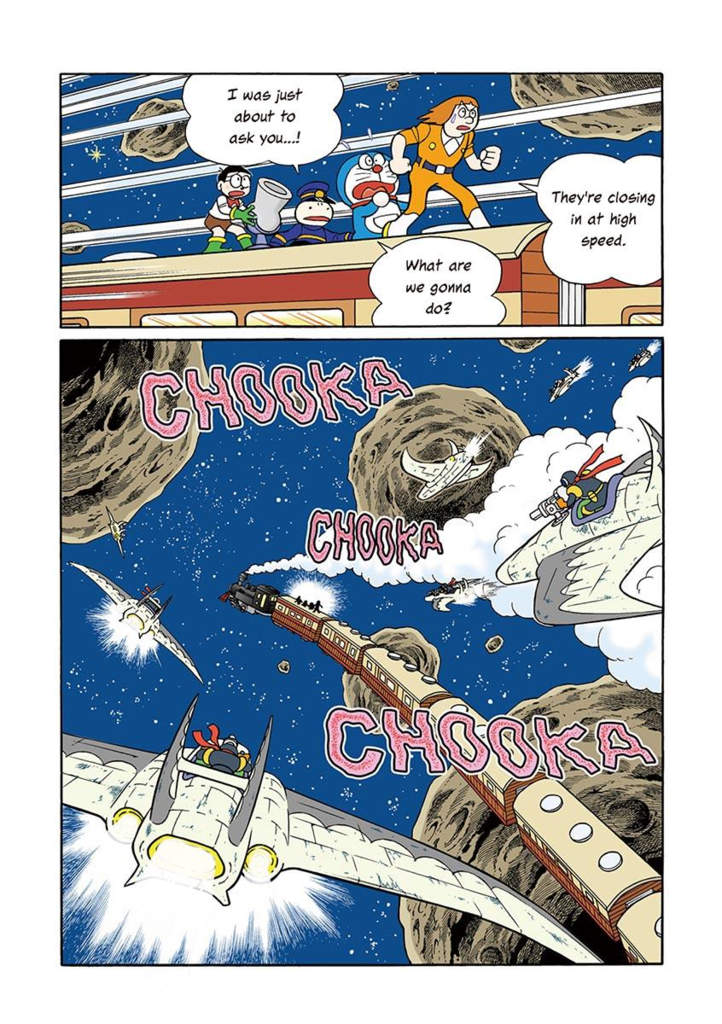 I was just
about to
ask you...!
They're closing
in at high
speed.
What are
we gonna
do?
CHOOKA
CHOOKA
CHOOKA